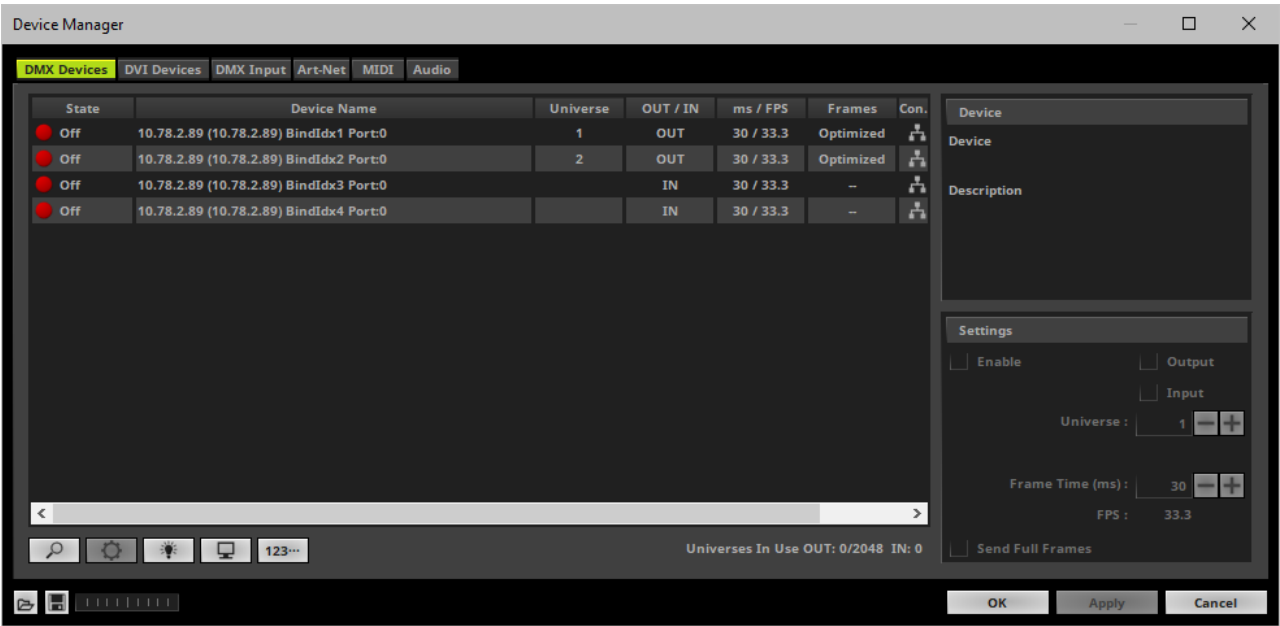 Device Manager
DMX Devices DVI Devices DMX Input Art-Net MIDI Audio
State Device Name Universe OUT / IN ms / FPS Frames Con.
Off 10.78.2.89 (10.78.2.89) BindIdx1 Port:0 1 OUT 30 / 33.3 Optimized
Off 10.78.2.89 (10.78.2.89) BindIdx2 Port:0 2 OUT 30 / 33.3 Optimized
Off 10.78.2.89 (10.78.2.89) BindIdx3 Port:0 IN 30 / 33.3 --
Off 10.78.2.89 (10.78.2.89) BindIdx4 Port:0 IN 30 / 33.3 --
123...
Universes In Use OUT: 0/2048 IN: 0
Device
Device
Description
Settings
Enable Output
Input
Universe : 1
Frame Time (ms) : 30
FPS : 33.3
Send Full Frames
OK Apply Cancel